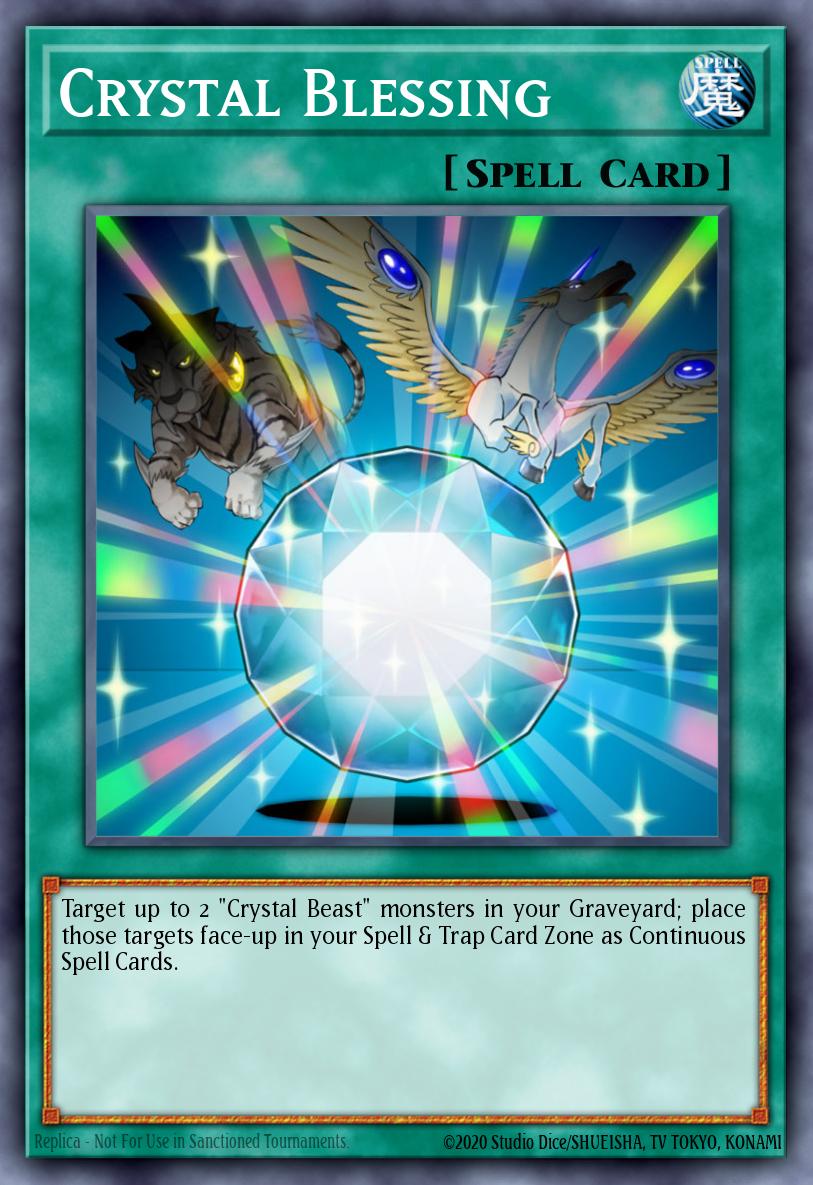 Crystal Blessing
SPELL
魔
[ Spell Card ]
Target up to 2 "Crystal Beast" monsters in your Graveyard; place
those targets face-up in your Spell & Trap Card Zone as Continuous
Spell Cards.
Replica - Not For Use in Sanctioned Tournaments.
©2020 Studio Dice/SHUEISHA, TV TOKYO, KONAMI